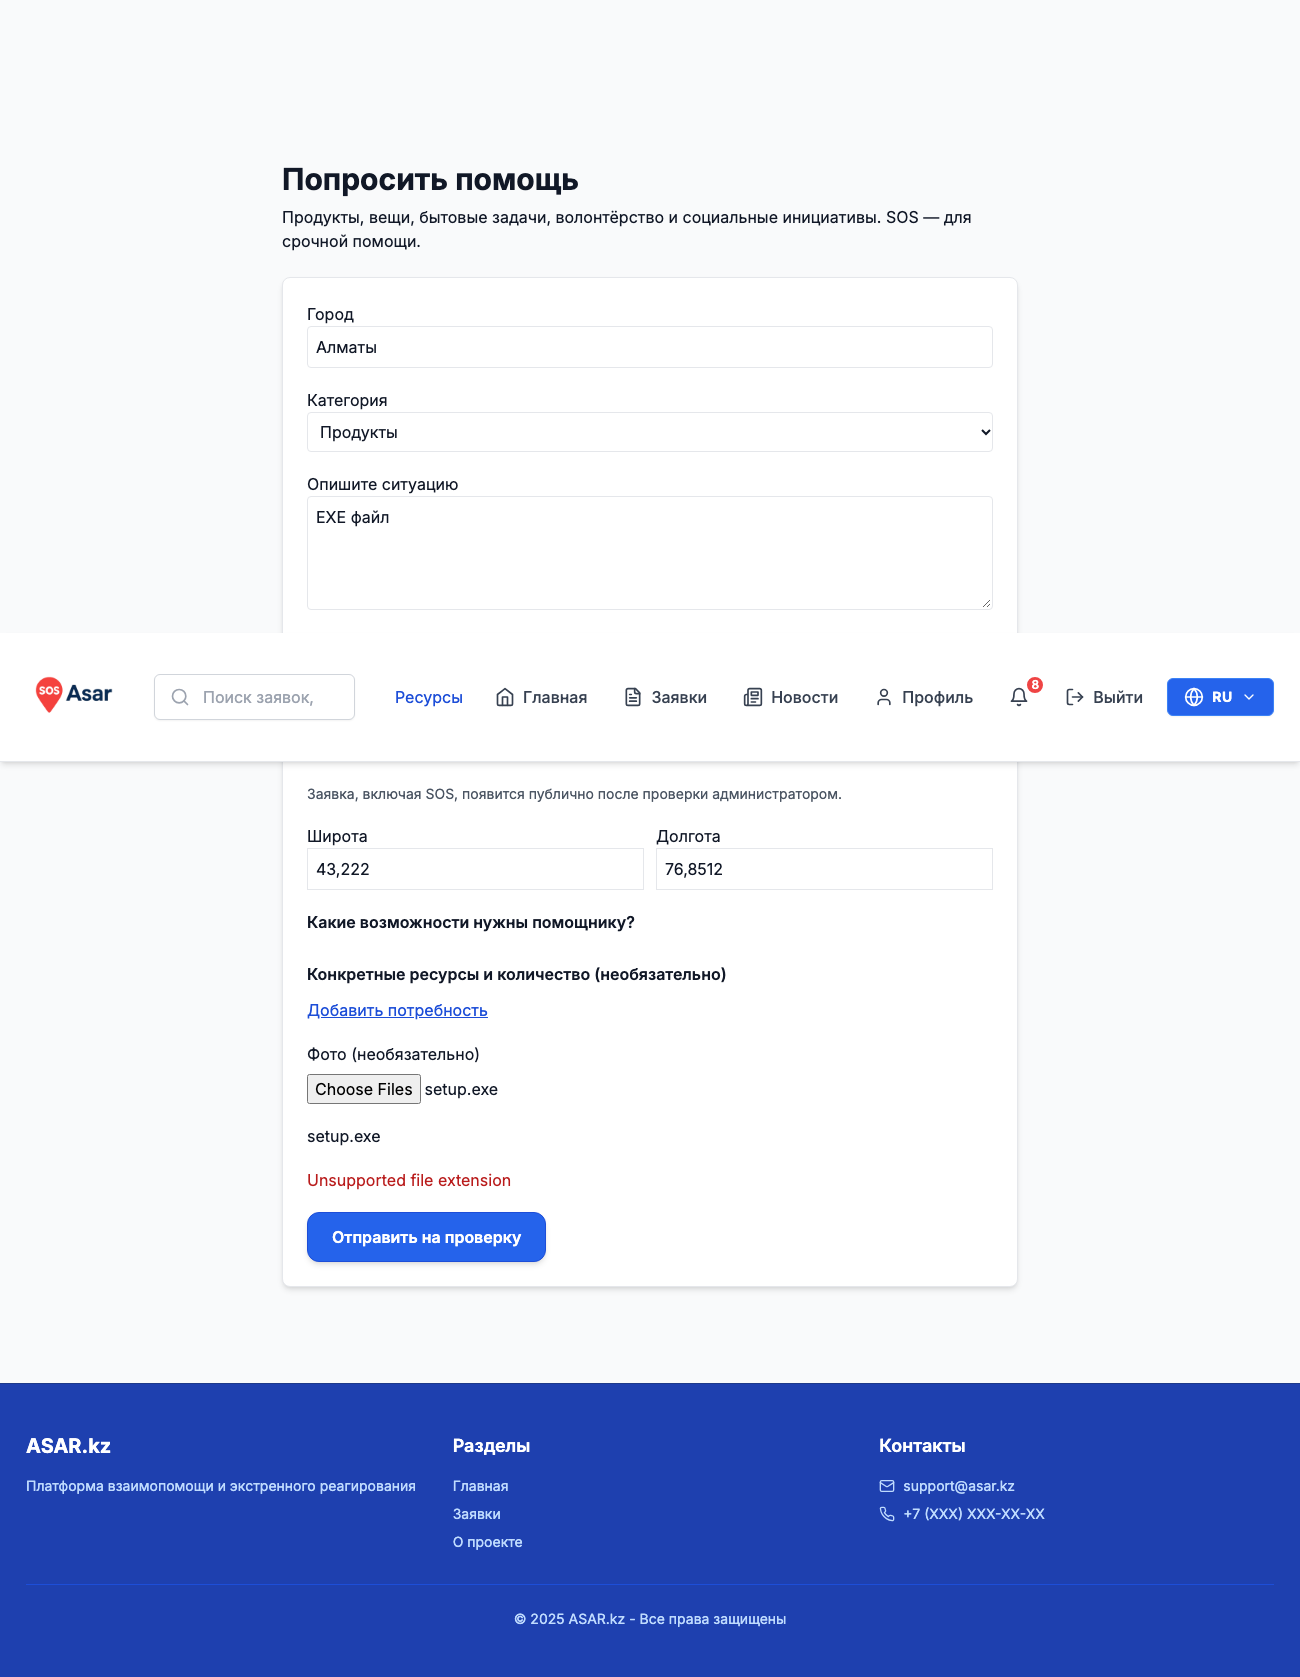 Попросить помощь
Продукты, вещи, бытовые задачи, волонтёрство и социальные инициативы. SOS — для
срочной помощи.
Город
Алматы
Категория
Продукты
Опишите ситуацию
EXE файл
SOS Asar
Поиск заявок,
Ресурсы
Главная
Заявки
Новости
Профиль
8
Выйти
RU
Заявка, включая SOS, появится публично после проверки администратором.
Широта
Долгота
43,222
76,8512
Какие возможности нужны помощнику?
Конкретные ресурсы и количество (необязательно)
Добавить потребность
Фото (необязательно)
Choose Files setup.exe
setup.exe
Unsupported file extension
Отправить на проверку
ASAR.kz
Платформа взаимопомощи и экстренного реагирования
Разделы
Главная
Заявки
О проекте
Контакты
support@asar.kz
+7 (XXX) XXX-XX-XX
© 2025 ASAR.kz - Все права защищены